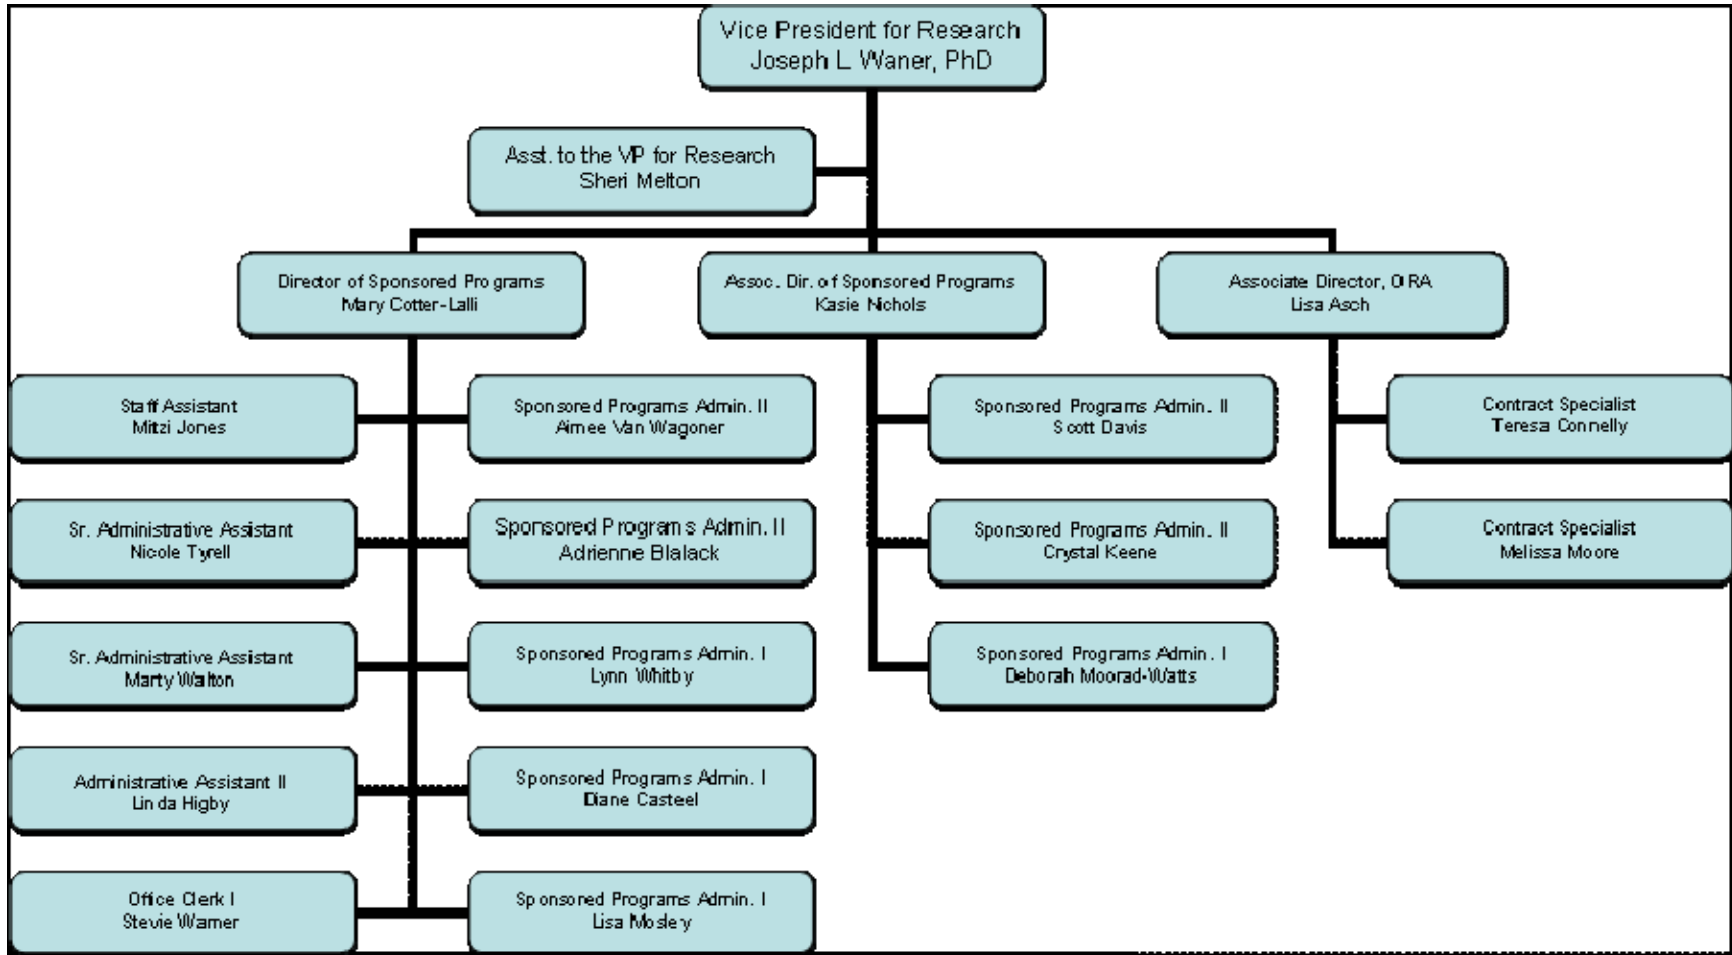 Vice President for Research
Joseph L. Waner, PhD
Asst. to the VP for Research
Sheri Melton
Director of Sponsored Programs
Mary Cotter-Lalli
Assoc. Dir. of Sponsored Programs
Kasie Nichols
Associate Director, OIRA
Lisa Asch
Staff Assistant
Mitzi Jones
Sponsored Programs Admin. II
Aimee Van Wagoner
Sponsored Programs Admin. II
Scott Davis
Contract Specialist
Teresa Connelly
Sr. Administrative Assistant
Nicole Tyrell
Sponsored Programs Admin. II
Adrienne Blalack
Sponsored Programs Admin. II
Crystal Keene
Contract Specialist
Melissa Moore
Sr. Administrative Assistant
Marty Walton
Sponsored Programs Admin. I
Lynn Whitby
Sponsored Programs Admin. I
Deborah Moorad-Watts
Administrative Assistant II
Linda Higby
Sponsored Programs Admin. I
Diane Casteel
Office Clerk I
Stevie Warner
Sponsored Programs Admin. I
Lisa Mosley